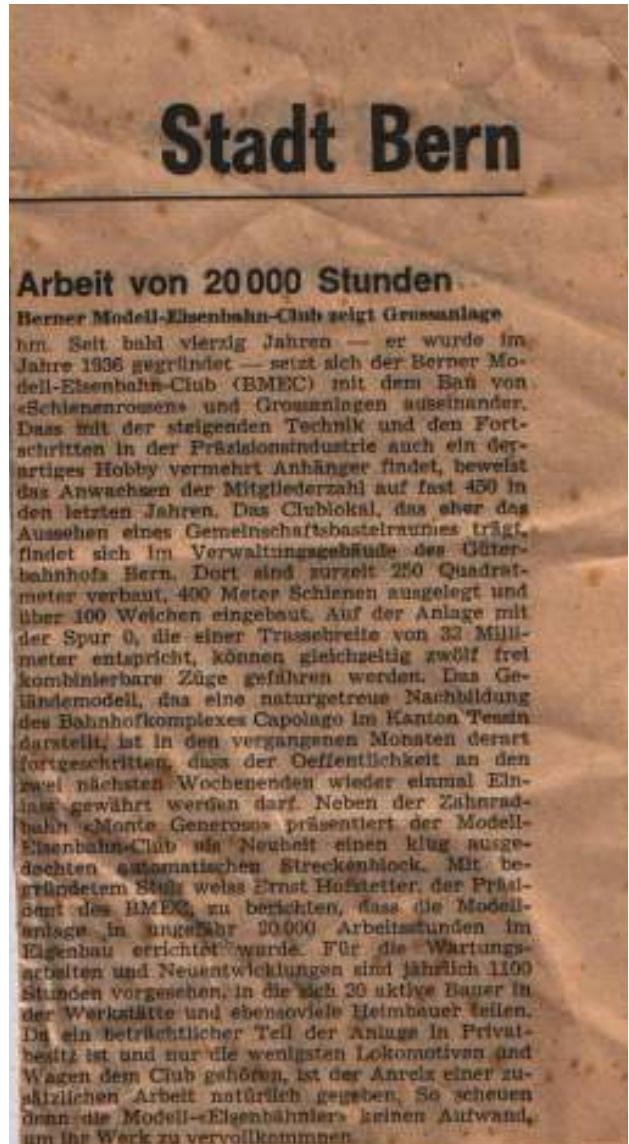 Stadt Bern
Arbeit von 20 000 Stunden
Berner Modell-Eisenbahn-Club zeigt Grossanlage
hm. Seit bald vierzig Jahren — er wurde im
Jahre 1936 gegründet — setzt sich der Berner Mo-
dell-Eisenbahn-Club (BMEC) mit dem Bau von
«Schienenrossen» und Grossanlagen auseinander.
Dass mit der steigenden Technik und den Fort-
schritten in der Präzisionsindustrie auch ein der-
artiges Hobby vermehrt Anhänger findet, beweist
das Anwachsen der Mitgliederzahl auf fast 450 in
den letzten Jahren. Das Clublokal, das eher das
Aussehen eines Gemeinschaftsbastelraumes trägt,
findet sich im Verwaltungsgebäude des Güter-
bahnhofs Bern. Dort sind zurzeit 250 Quadrat-
meter verbaut, 400 Meter Schienen ausgelegt und
über 100 Weichen eingebaut. Auf der Anlage mit
der Spur 0, die einer Trassebreite von 32 Milli-
meter entspricht, können gleichzeitig zwölf frei
kombinierbare Züge gefahren werden. Das Ge-
ländemodell, das eine naturgetreue Nachbildung
des Bahnhofkomplexes Capolago im Kanton Tessin
darstellt, ist in den vergangenen Monaten derart
fortgeschritten, dass der Oeffentlichkeit an den
zwei nächsten Wochenenden wieder einmal Ein-
lass gewährt werden darf. Neben der Zahnrad-
bahn «Monte Generoso» präsentiert der Modell-
Eisenbahn-Club als Neuheit einen klug ausge-
dachten automatischen Streckenblock. Mit be-
gründetem Stolz weiss Ernst Hofstetter, der Präsi-
dent des BMEC, zu berichten, dass die Modell-
anlage in ungefähr 20 000 Arbeitsstunden im
Eigenbau errichtet wurde. Für die Wartungs-
arbeiten und Neuentwicklungen sind jährlich 1100
Stunden vorgesehen, in die sich 20 aktive Bauer in
der Werkstätte und ebensoviele Heimbauer teilen.
Da ein beträchtlicher Teil der Anlage in Privat-
besitz ist und nur die wenigsten Lokomotiven und
Wagen dem Club gehören, ist der Anreiz einer zu-
sätzlichen Arbeit natürlich gegeben. So scheuen
denn die Modell-«Eisenbähnler» keinen Aufwand,
um ihr Werk zu vervollkommnen.